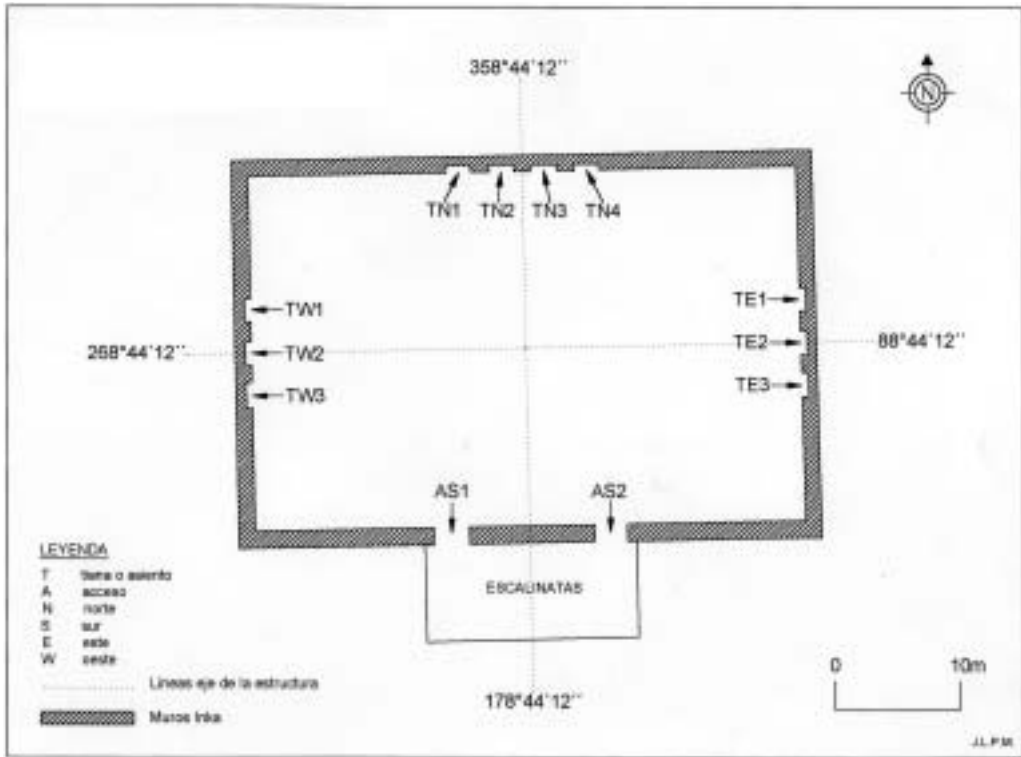 358°44'12''
N
TN1 TN2 TN3 TN4
TW1
TE1
268°44'12''
TW2
TE2
88°44'12''
TW3
TE3
AS1
AS2
ESCALINATAS
LEYENDA
T o asiento
A acceso
N norte
S sur
E este
W oeste
Líneas eje de la estructura
Muros Inka
178°44'12''
0 10m
J.L.P.M.